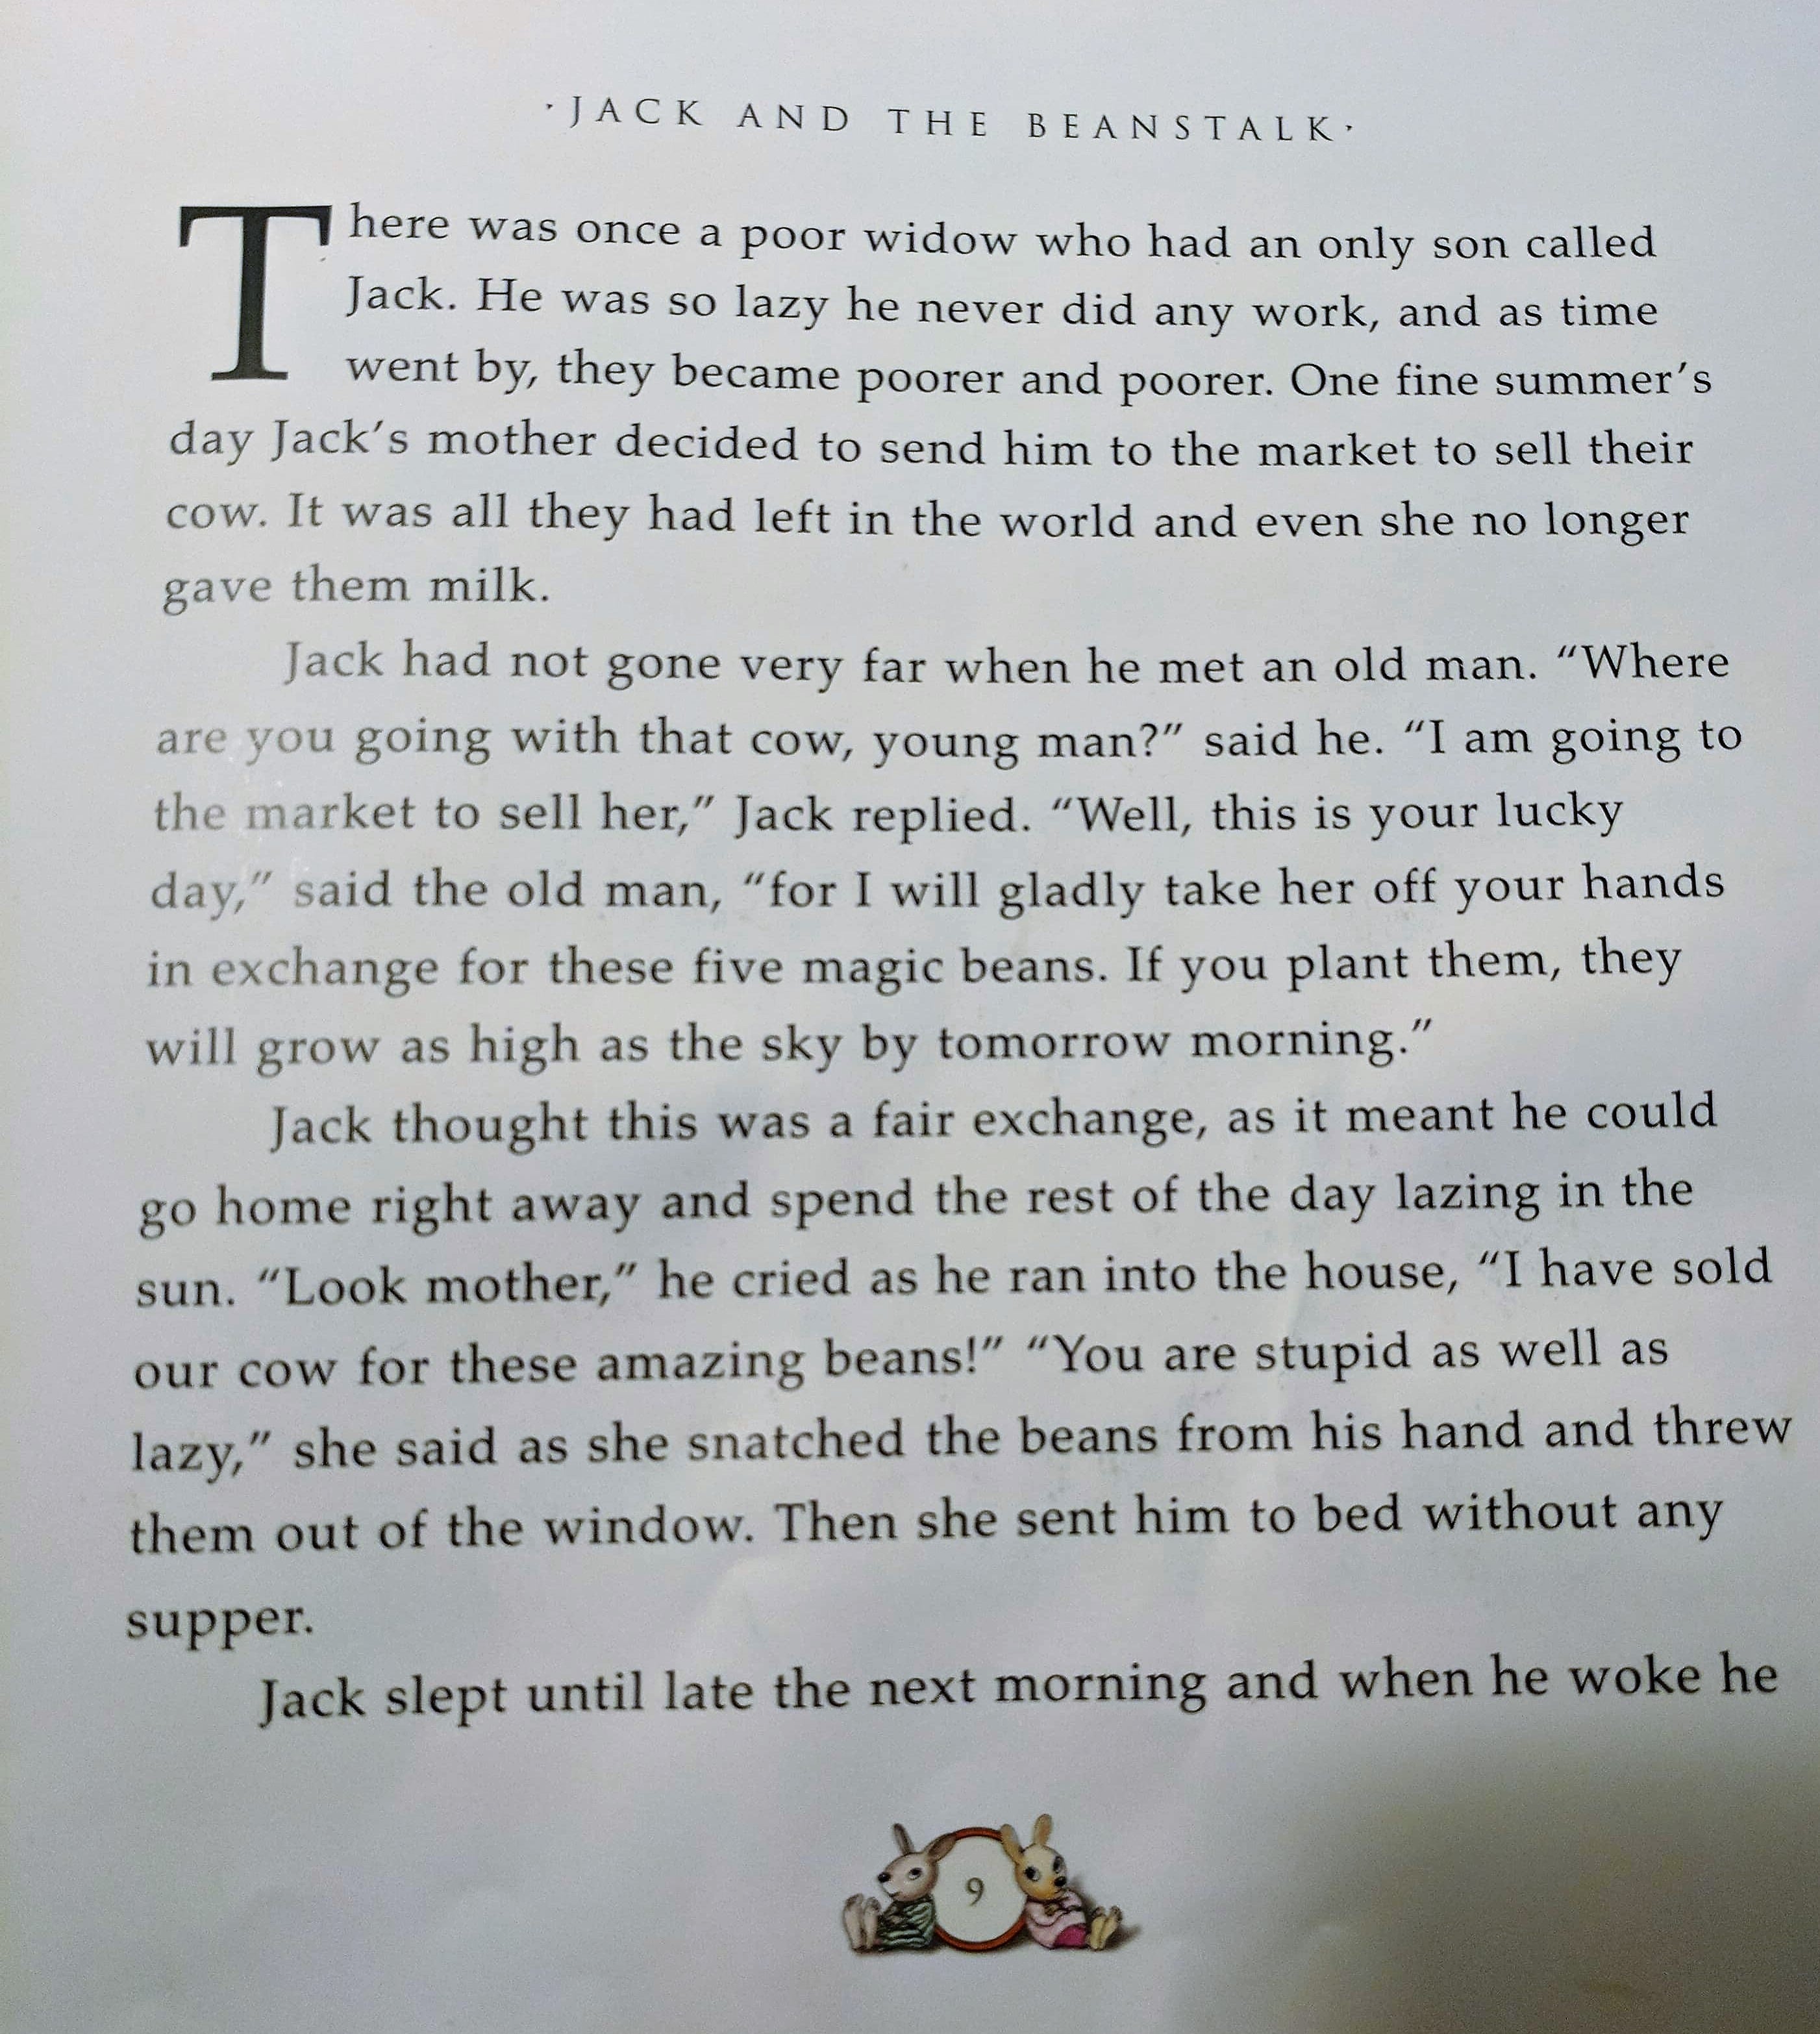 ·JACK AND THE BEANSTALK·
There was once a poor widow who had an only son called
Jack. He was so lazy he never did any work, and as time
went by, they became poorer and poorer. One fine summer’s
day Jack’s mother decided to send him to the market to sell their
cow. It was all they had left in the world and even she no longer
gave them milk.
Jack had not gone very far when he met an old man. “Where
are you going with that cow, young man?” said he. “I am going to
the market to sell her,” Jack replied. “Well, this is your lucky
day,” said the old man, “for I will gladly take her off your hands
in exchange for these five magic beans. If you plant them, they
will grow as high as the sky by tomorrow morning.”
Jack thought this was a fair exchange, as it meant he could
go home right away and spend the rest of the day lazing in the
sun. “Look mother,” he cried as he ran into the house, “I have sold
our cow for these amazing beans!” “You are stupid as well as
lazy,” she said as she snatched the beans from his hand and threw
them out of the window. Then she sent him to bed without any
supper.
Jack slept until late the next morning and when he woke he
9